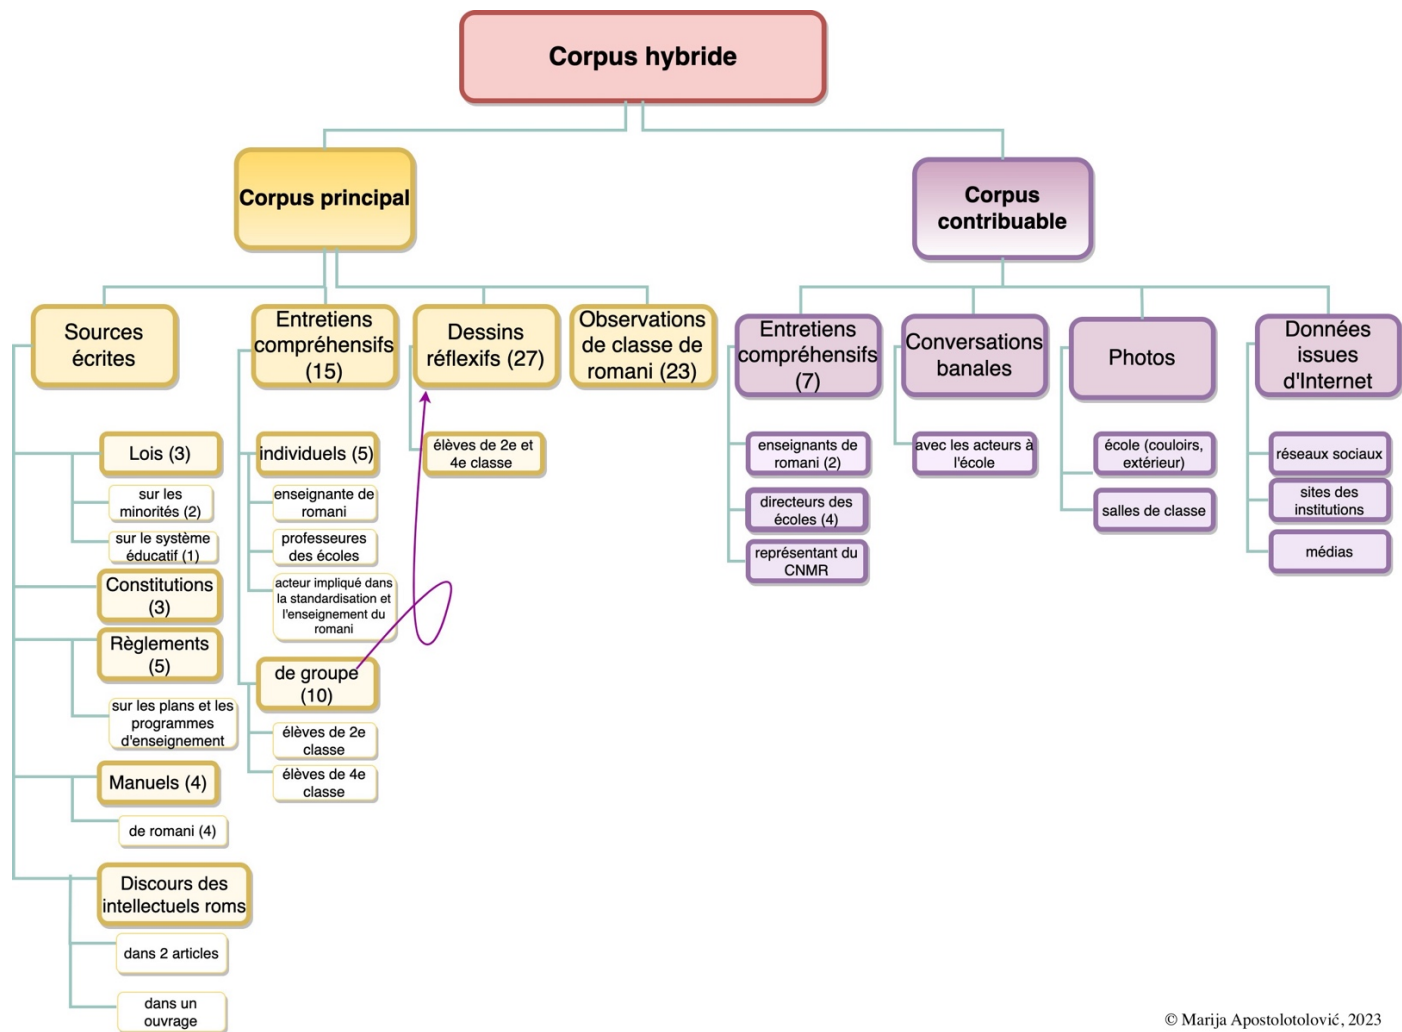 Corpus hybride
Corpus principal
Corpus
contribuable
Sources
écrites
Entretiens
compréhensifs
(15)
Dessins
réflexifs (27)
Observations
de classe de
romani (23)
Entretiens
compréhensifs
(7)
Conversations
banales
Photos
Données
issues
d'Internet
Lois (3)
sur les
minorités (2)
sur le système
éducatif (1)
Constitutions
(3)
Règlements
(5)
sur les plans et les
programmes
d'enseignement
Manuels (4)
de romani (4)
Discours des
intellectuels roms
dans 2 articles
dans un
ouvrage
individuels (5)
enseignante de
romani
professeures
des écoles
acteur impliqué dans
la standardisation et
l'enseignement du
romani
de groupe
(10)
élèves de 2e
classe
élèves de 4e
classe
élèves de 2e et
4e classe
enseignants de
romani (2)
directeurs des
écoles (4)
représentant du
CNMR
avec les acteurs à
l'école
école (couloirs,
extérieur)
salles de classe
réseaux sociaux
sites des
institutions
médias
© Marija Apostolotolović, 2023